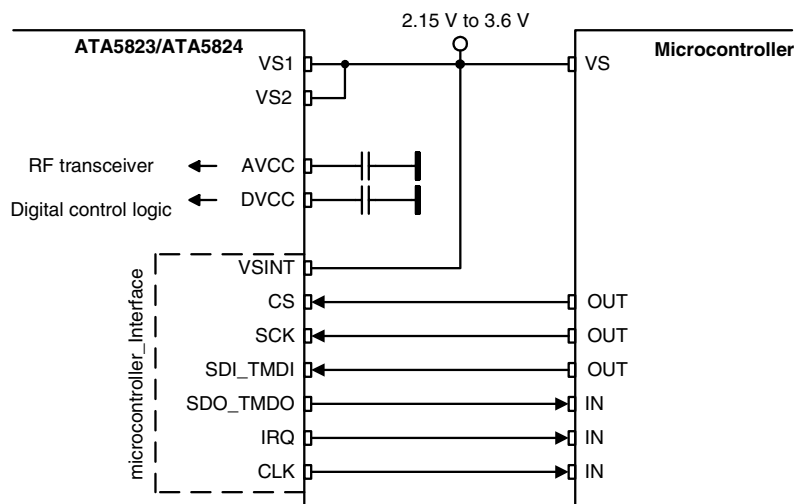 2.15 V to 3.6 V
ATA5823/ATA5824
Microcontroller
VS1
VS
VS2
RF transceiver
AVCC
Digital control logic
DVCC
microcontroller_Interface
VSINT
CS
OUT
SCK
OUT
SDI_TMDI
OUT
SDO_TMDO
IN
IRQ
IN
CLK
IN